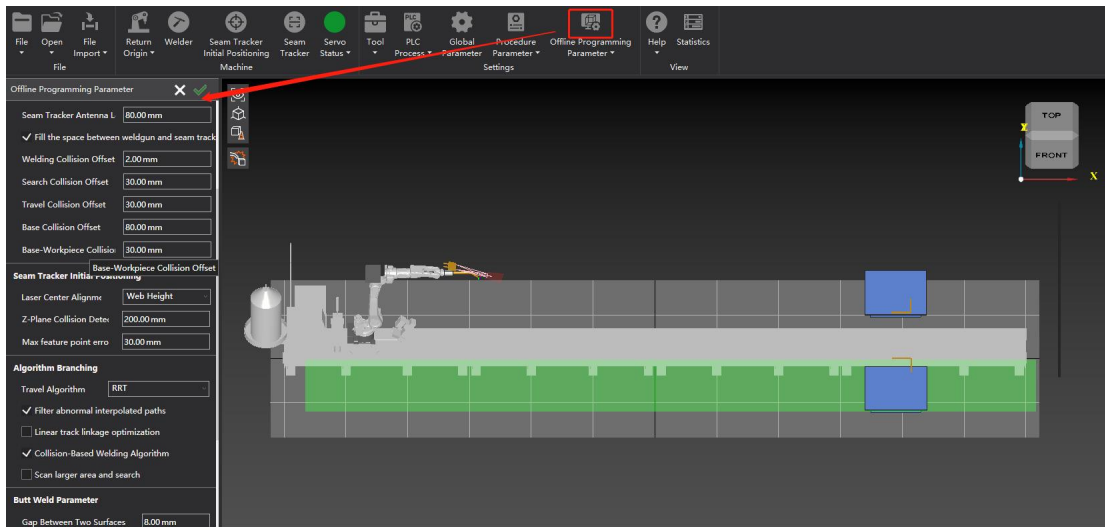 File Open File Import Return Origin Welder Seam Tracker Initial Positioning Seam Tracker Servo Status Tool PLC Process Global Parameter Procedure Parameter Offline Programming Parameter Help Statistics
File Machine Settings View
Offline Programming Parameter
Seam Tracker Antenna L 80.00 mm
Fill the space between weldgun and seam track
Welding Collision Offset 2.00 mm
Search Collision Offset 30.00 mm
Travel Collision Offset 30.00 mm
Base Collision Offset 80.00 mm
Base-Workpiece Collisio 30.00 mm
Base-Workpiece Collision Offset
Seam Tracker Initial Positioning
Laser Center Alignme Web Height
Z-Plane Collision Detec 200.00 mm
Max feature point erro 30.00 mm
Algorithm Branching
Travel Algorithm RRT
Filter abnormal interpolated paths
Linear track linkage optimization
Collision-Based Welding Algorithm
Scan larger area and search
Butt Weld Parameter
Gap Between Two Surfaces 8.00 mm
TOP
FRONT
X